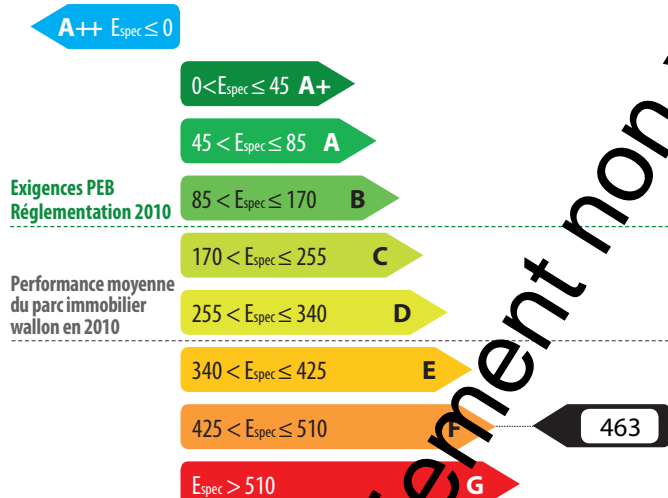 A++ Espec ≤ 0
0 < Espec ≤ 45 A+
45 < Espec ≤ 85 A
Exigences PEB
Réglementation 2010
85 < Espec ≤ 170 B
170 < Espec ≤ 255 C
Performance moyenne
du parc immobilier
wallon en 2010
255 < Espec ≤ 340 D
340 < Espec ≤ 425 E
425 < Espec ≤ 510 F
463
Espec > 510 G
non